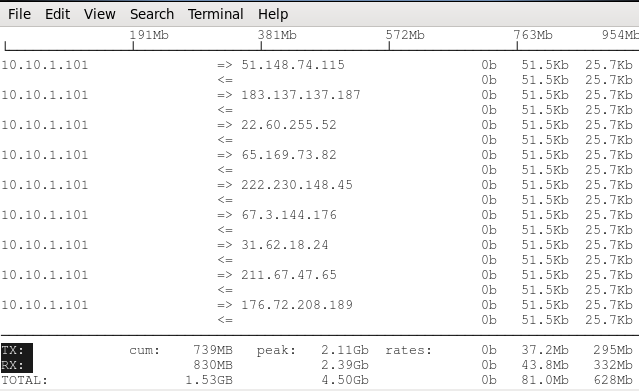 File Edit View Search Terminal Help
191Mb 381Mb 572Mb 763Mb 954Mb
10.10.1.101 => 51.148.74.115 0b 51.5Kb 25.7Kb
<= 0b 51.5Kb 25.7Kb
10.10.1.101 => 183.137.137.187 0b 51.5Kb 25.7Kb
<= 0b 51.5Kb 25.7Kb
10.10.1.101 => 22.60.255.52 0b 51.5Kb 25.7Kb
<= 0b 51.5Kb 25.7Kb
10.10.1.101 => 65.169.73.82 0b 51.5Kb 25.7Kb
<= 0b 51.5Kb 25.7Kb
10.10.1.101 => 222.230.148.45 0b 51.5Kb 25.7Kb
<= 0b 51.5Kb 25.7Kb
10.10.1.101 => 67.3.144.176 0b 51.5Kb 25.7Kb
<= 0b 51.5Kb 25.7Kb
10.10.1.101 => 31.62.18.24 0b 51.5Kb 25.7Kb
<= 0b 51.5Kb 25.7Kb
10.10.1.101 => 211.67.47.65 0b 51.5Kb 25.7Kb
<= 0b 51.5Kb 25.7Kb
10.10.1.101 => 176.72.208.189 0b 51.5Kb 25.7Kb
<= 0b 51.5Kb 25.7Kb
TX: cum: 739MB peak: 2.11Gb rates: 0b 37.2Mb 295Mb
RX: 830MB 2.39Gb 0b 43.8Mb 332Mb
TOTAL: 1.53GB 4.50Gb 0b 81.0Mb 628Mb